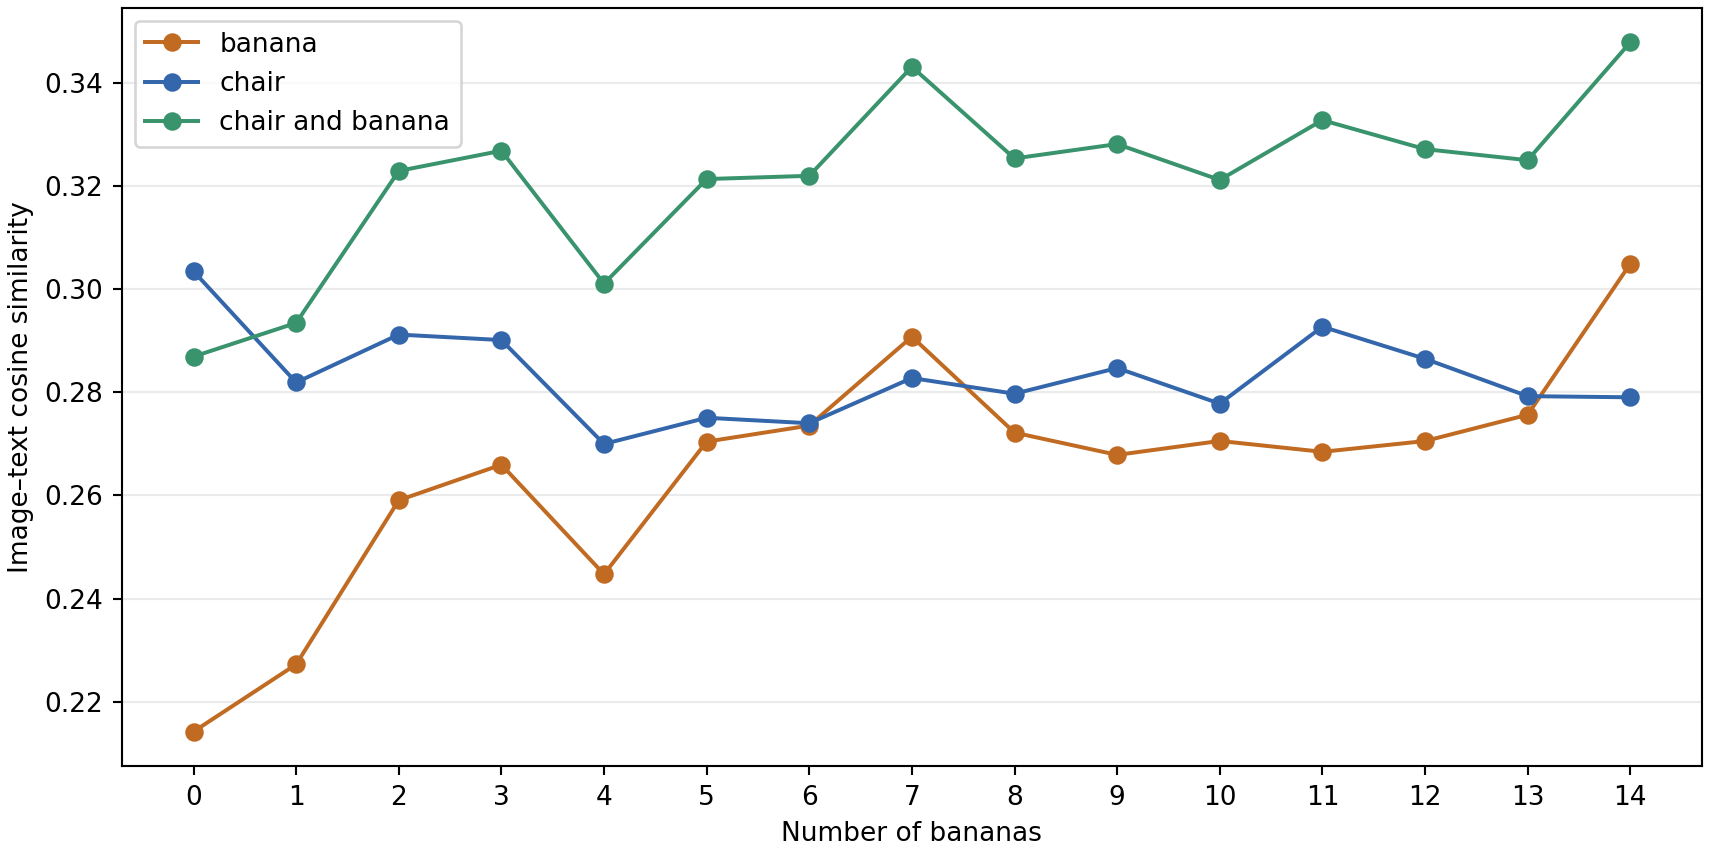 banana
chair
chair and banana
0.34
0.32
0.30
0.28
0.26
0.24
0.22
Image–text cosine similarity
0 1 2 3 4 5 6 7 8 9 10 11 12 13 14
Number of bananas